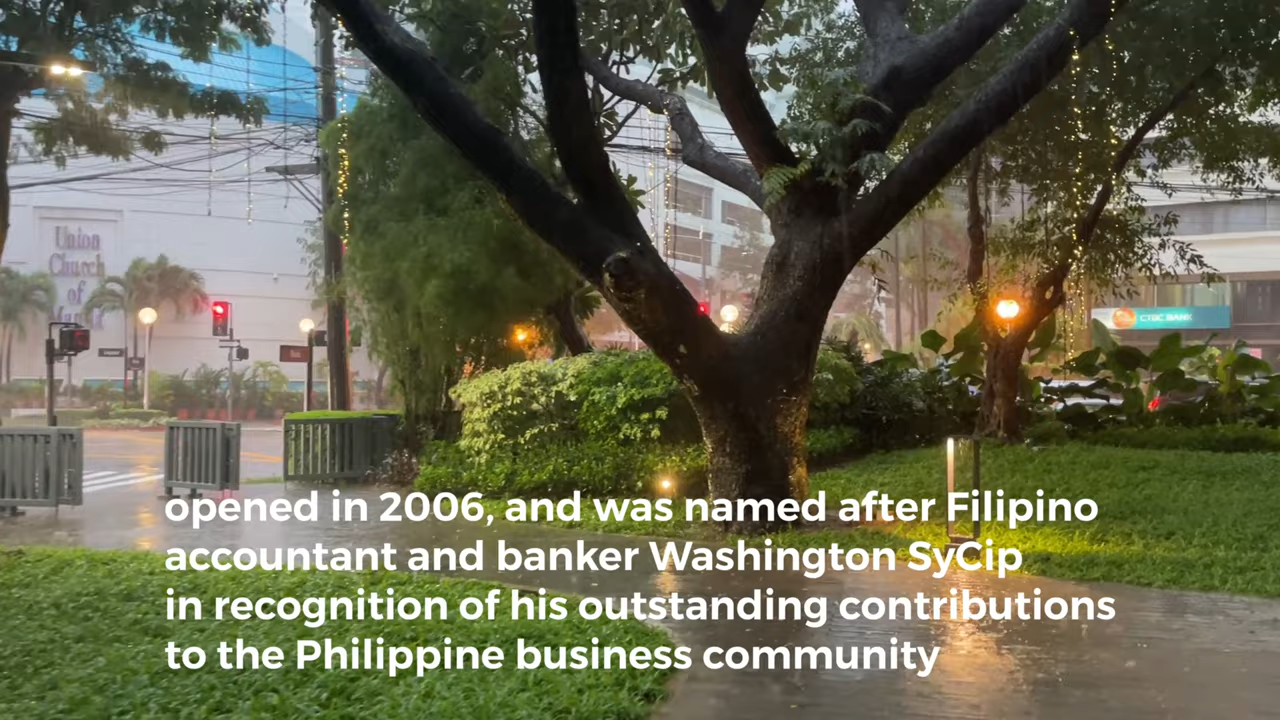 Union
Church
of
CTBC BANK
opened in 2006, and was named after Filipino
accountant and banker Washington SyCip
in recognition of his outstanding contributions
to the Philippine business community